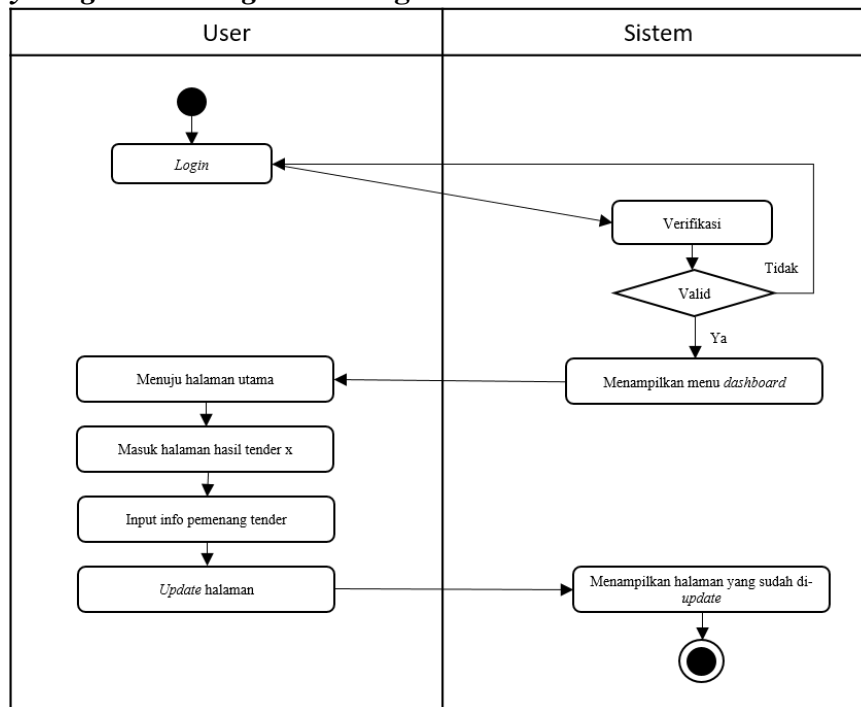 User
Sistem
Login
Verifikasi
Tidak
Valid
Ya
Menuju halaman utama
Menampilkan menu dashboard
Masuk halaman hasil tender x
Input info pemenang tender
Update halaman
Menampilkan halaman yang sudah di-
update